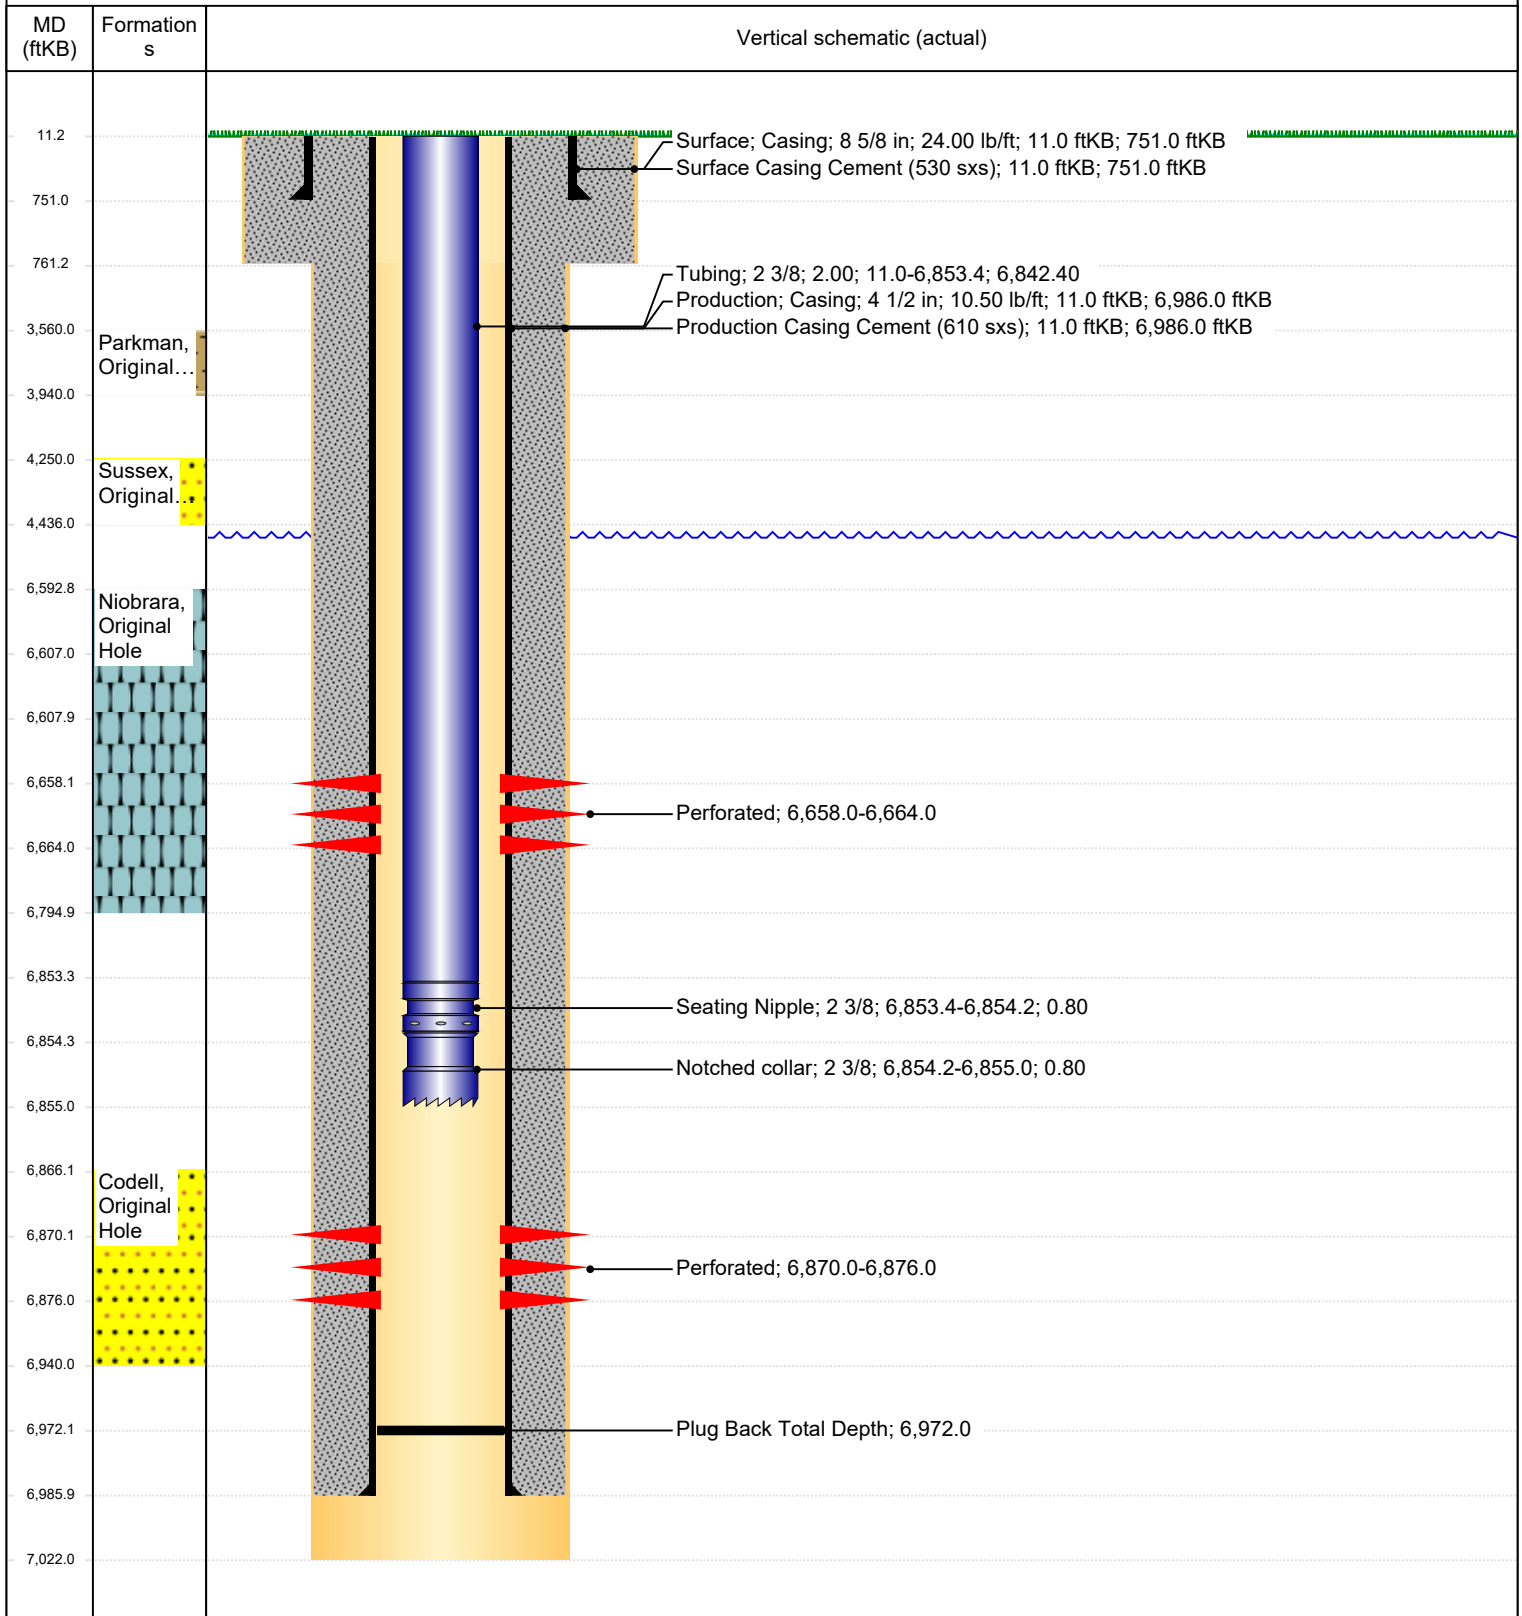 MD
(ftKB)
Formation
s
Vertical schematic (actual)
11.2
Surface; Casing; 8 5/8 in; 24.00 lb/ft; 11.0 ftKB; 751.0 ftKB
Surface Casing Cement (530 sxs); 11.0 ftKB; 751.0 ftKB
751.0
761.2
Tubing; 2 3/8; 2.00; 11.0-6,853.4; 6,842.40
Production; Casing; 4 1/2 in; 10.50 lb/ft; 11.0 ftKB; 6,986.0 ftKB
Production Casing Cement (610 sxs); 11.0 ftKB; 6,986.0 ftKB
3,560.0
Parkman,
Original…
3,940.0
4,250.0
Sussex,
Original…
4,436.0
6,592.8
Niobrara,
Original
Hole
6,607.0
6,607.9
6,658.1
Perforated; 6,658.0-6,664.0
6,664.0
6,794.9
6,853.3
Seating Nipple; 2 3/8; 6,853.4-6,854.2; 0.80
6,854.3
Notched collar; 2 3/8; 6,854.2-6,855.0; 0.80
6,855.0
6,866.1
Codell,
Original
Hole
6,870.1
Perforated; 6,870.0-6,876.0
6,876.0
6,940.0
6,972.1
Plug Back Total Depth; 6,972.0
6,985.9
7,022.0